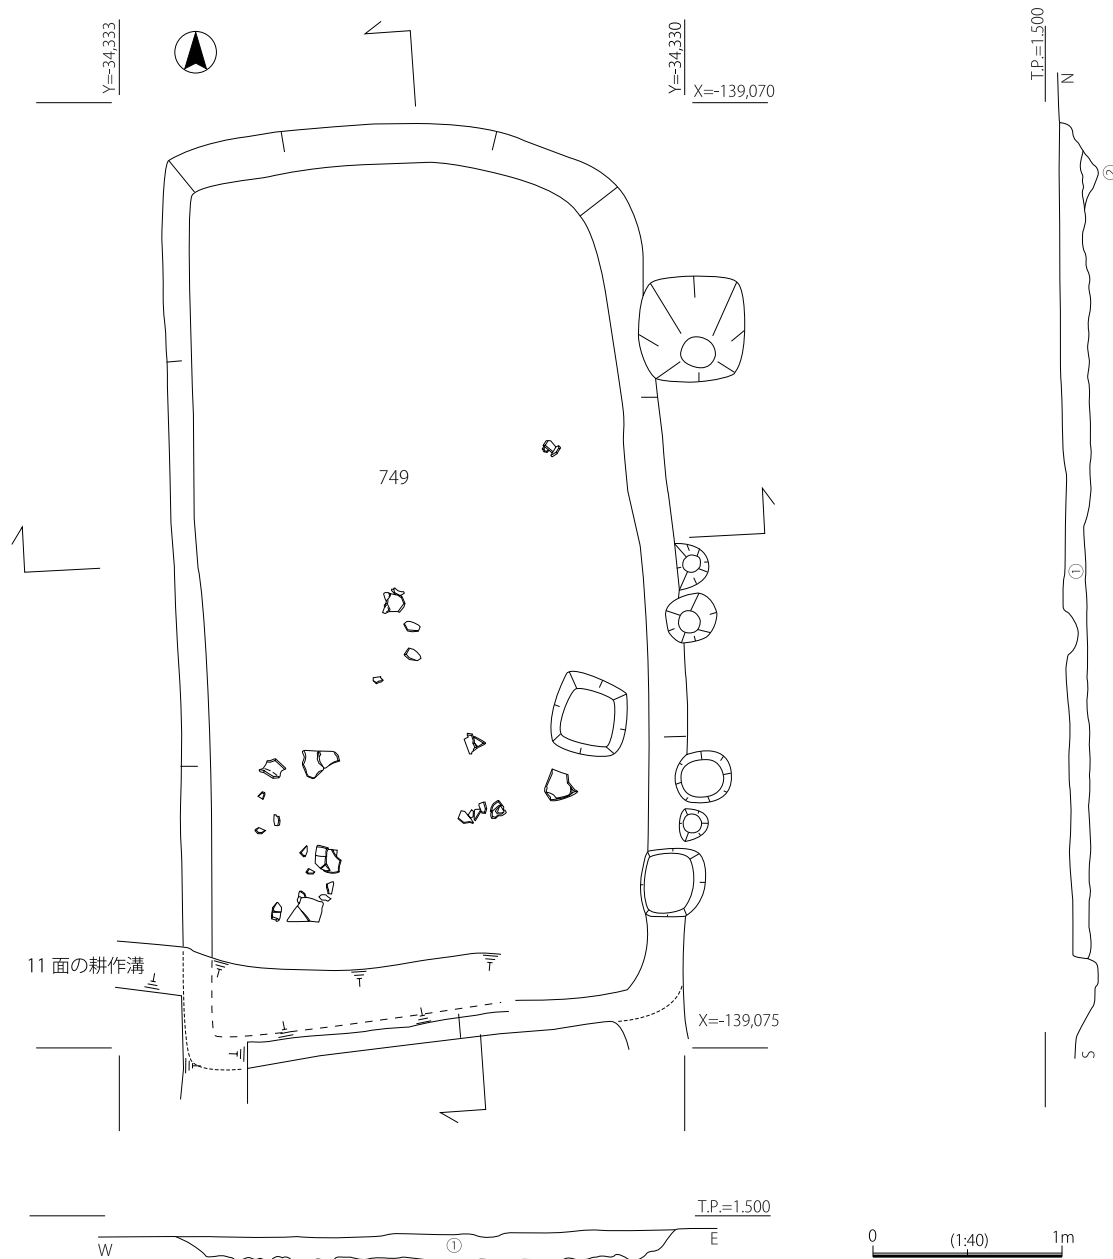 Y=-34,333
Y=-34,330
X=-139,070
T.P.=1.500
N
②
749
①
11 面の耕作溝
X=-139,075
S
T.P.=1.500
W
①
E
0
(1:40)
1m